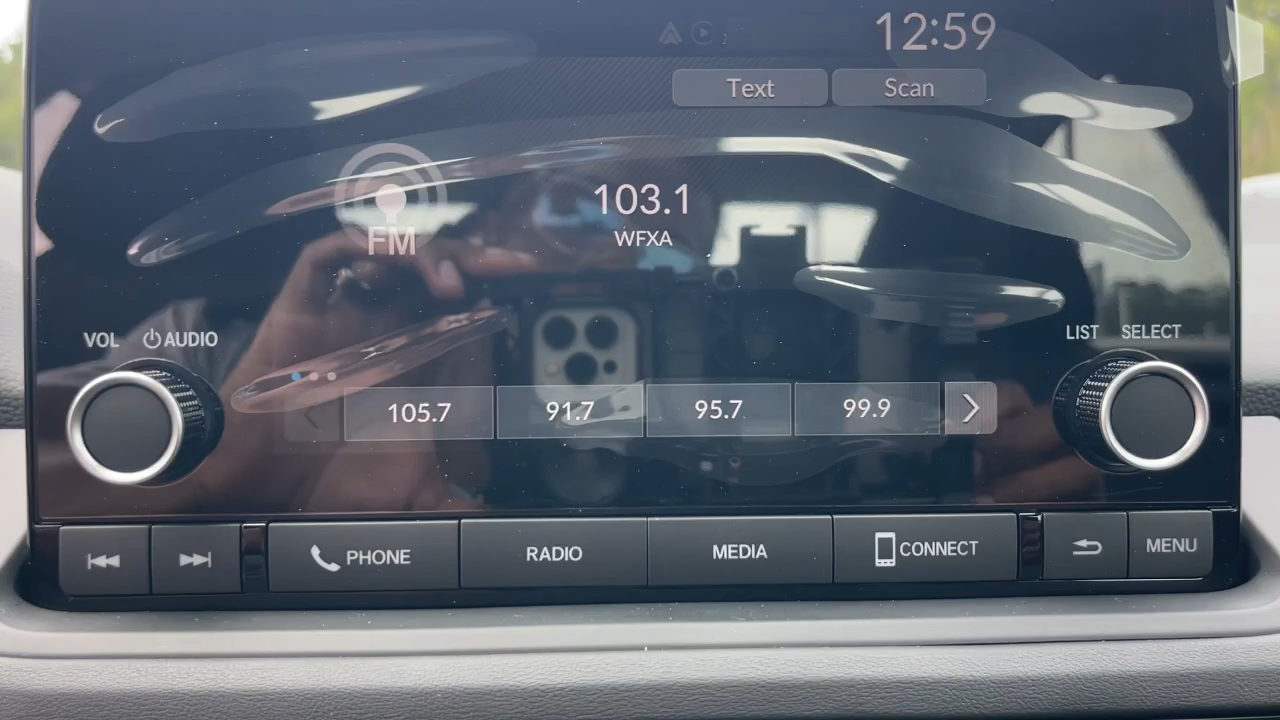 12:59
Text Scan
103.1
WFXA
FM
VOL AUDIO
LIST SELECT
105.7 91.7 95.7 99.9
PHONE RADIO MEDIA CONNECT MENU